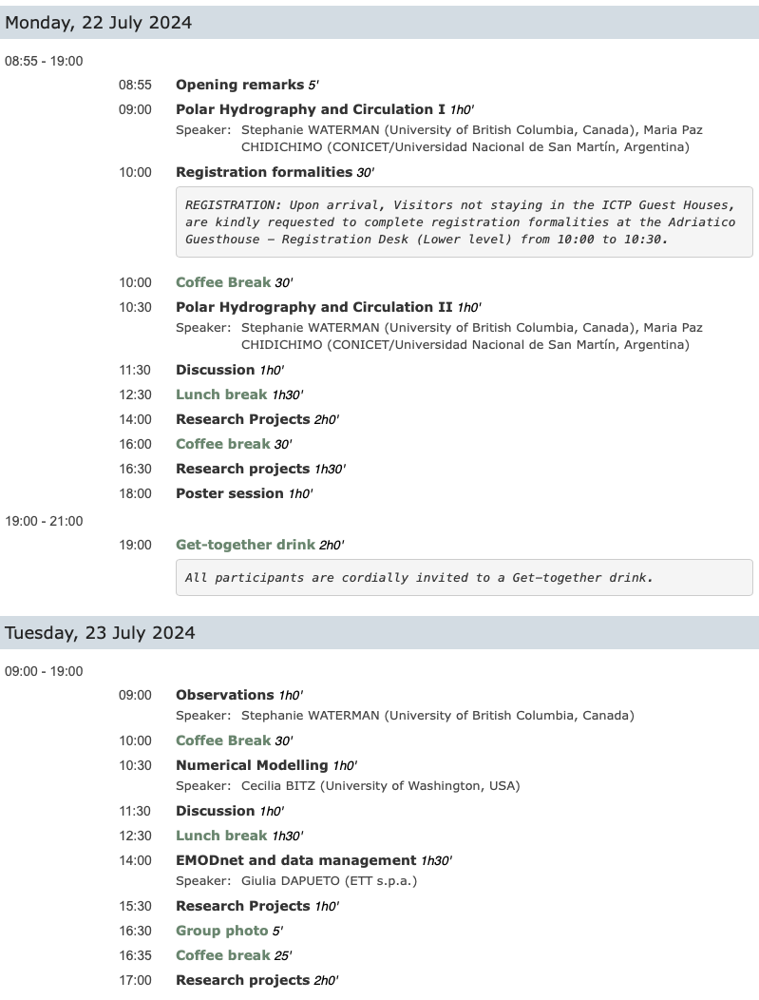 Monday, 22 July 2024
08:55 - 19:00
08:55 Opening remarks 5'
09:00 Polar Hydrography and Circulation I 1h0'
Speaker: Stephanie WATERMAN (University of British Columbia, Canada), Maria Paz
CHIDICHIMO (CONICET/Universidad Nacional de San Martín, Argentina)
10:00 Registration formalities 30'
REGISTRATION: Upon arrival, Visitors not staying in the ICTP Guest Houses,
are kindly requested to complete registration formalities at the Adriatico
Guesthouse – Registration Desk (Lower level) from 10:00 to 10:30.
10:00 Coffee Break 30'
10:30 Polar Hydrography and Circulation II 1h0'
Speaker: Stephanie WATERMAN (University of British Columbia, Canada), Maria Paz
CHIDICHIMO (CONICET/Universidad Nacional de San Martín, Argentina)
11:30 Discussion 1h0'
12:30 Lunch break 1h30'
14:00 Research Projects 2h0'
16:00 Coffee break 30'
16:30 Research projects 1h30'
18:00 Poster session 1h0'
19:00 - 21:00
19:00 Get-together drink 2h0'
All participants are cordially invited to a Get–together drink.
Tuesday, 23 July 2024
09:00 - 19:00
09:00 Observations 1h0'
Speaker: Stephanie WATERMAN (University of British Columbia, Canada)
10:00 Coffee Break 30'
10:30 Numerical Modelling 1h0'
Speaker: Cecilia BITZ (University of Washington, USA)
11:30 Discussion 1h0'
12:30 Lunch break 1h30'
14:00 EMODnet and data management 1h30'
Speaker: Giulia DAPUETO (ETT s.p.a.)
15:30 Research Projects 1h0'
16:30 Group photo 5'
16:35 Coffee break 25'
17:00 Research projects 2h0'